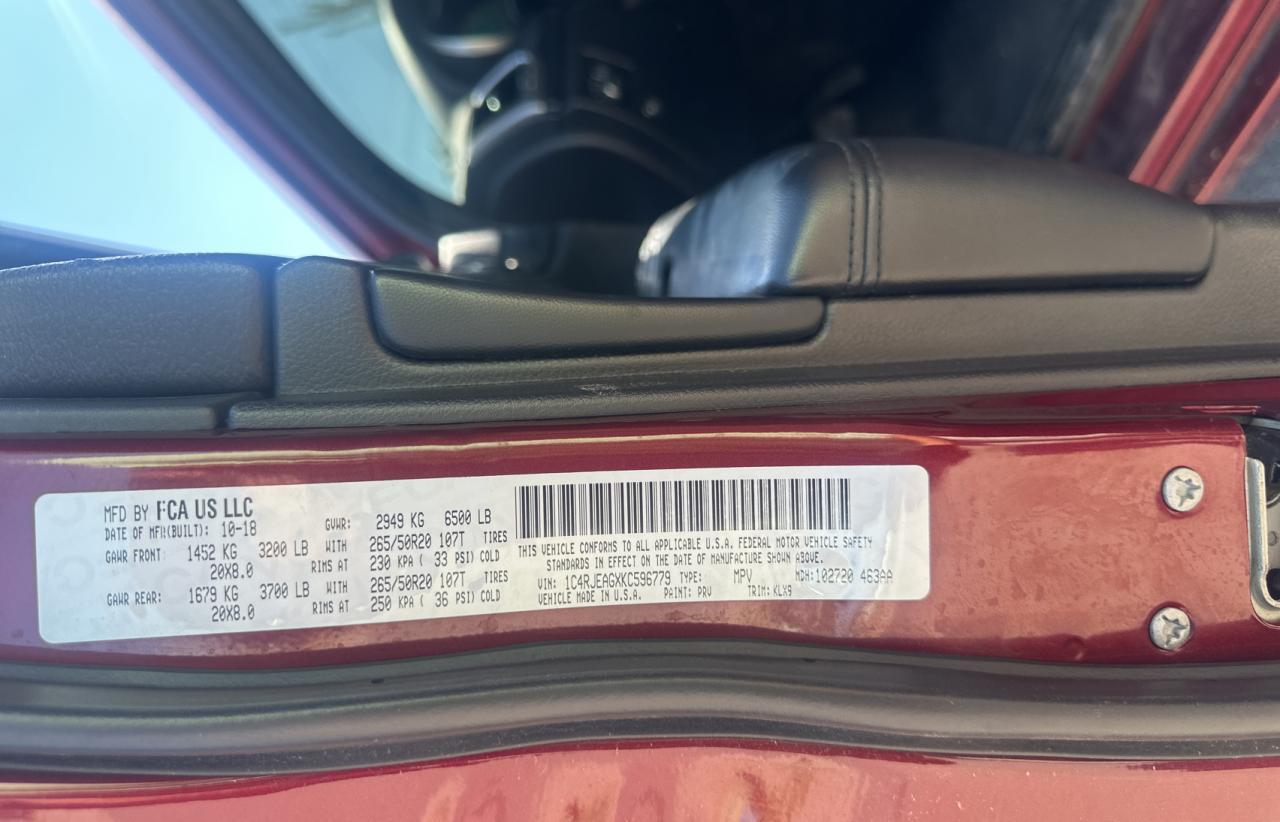 MFD BY FCA US LLC
DATE OF MFR(BUILT): 10-18 GVWR: 2949 KG 6500 LB
GAWR FRONT: 1452 KG 3200 LB WITH 265/50R20 107T TIRES
20X8.0 RIMS AT 230 KPA ( 33 PSI) COLD
GAWR REAR: 1679 KG 3700 LB WITH 265/50R20 107T TIRES
20X8.0 RIMS AT 250 KPA ( 36 PSI) COLD
THIS VEHICLE CONFORMS TO ALL APPLICABLE U.S.A. FEDERAL MOTOR VEHICLE SAFETY
STANDARDS IN EFFECT ON THE DATE OF MANUFACTURE SHOWN ABOVE.
VIN: 1C4RJEAGXKC596779 TYPE: MPV MDH:102720 463AA
VEHICLE MADE IN U.S.A. PAINT: PRV TRIM: KLX9